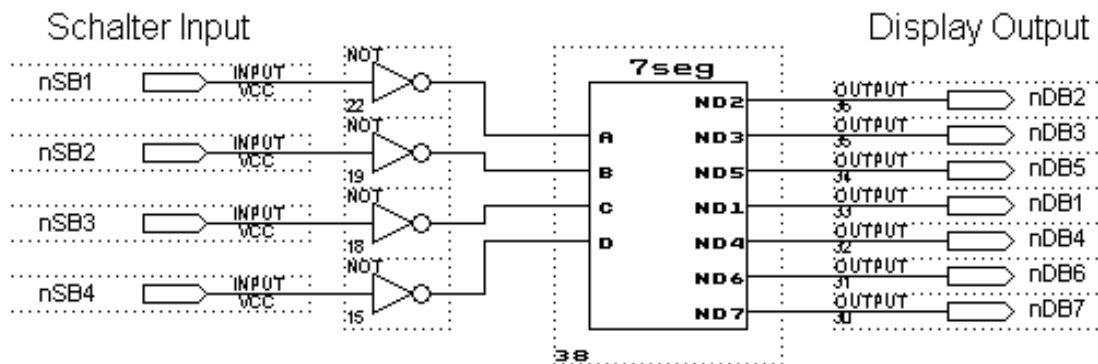 Schalter Input
Display Output
nSB1
INPUT
VCC
NOT
22
nSB2
INPUT
VCC
NOT
19
nSB3
INPUT
VCC
NOT
18
nSB4
INPUT
VCC
NOT
15
7seg
A
B
C
D
ND2
ND3
ND5
ND1
ND4
ND6
ND7
38
OUTPUT
36
nDB2
OUTPUT
35
nDB3
OUTPUT
34
nDB5
OUTPUT
33
nDB1
OUTPUT
32
nDB4
OUTPUT
31
nDB6
OUTPUT
30
nDB7